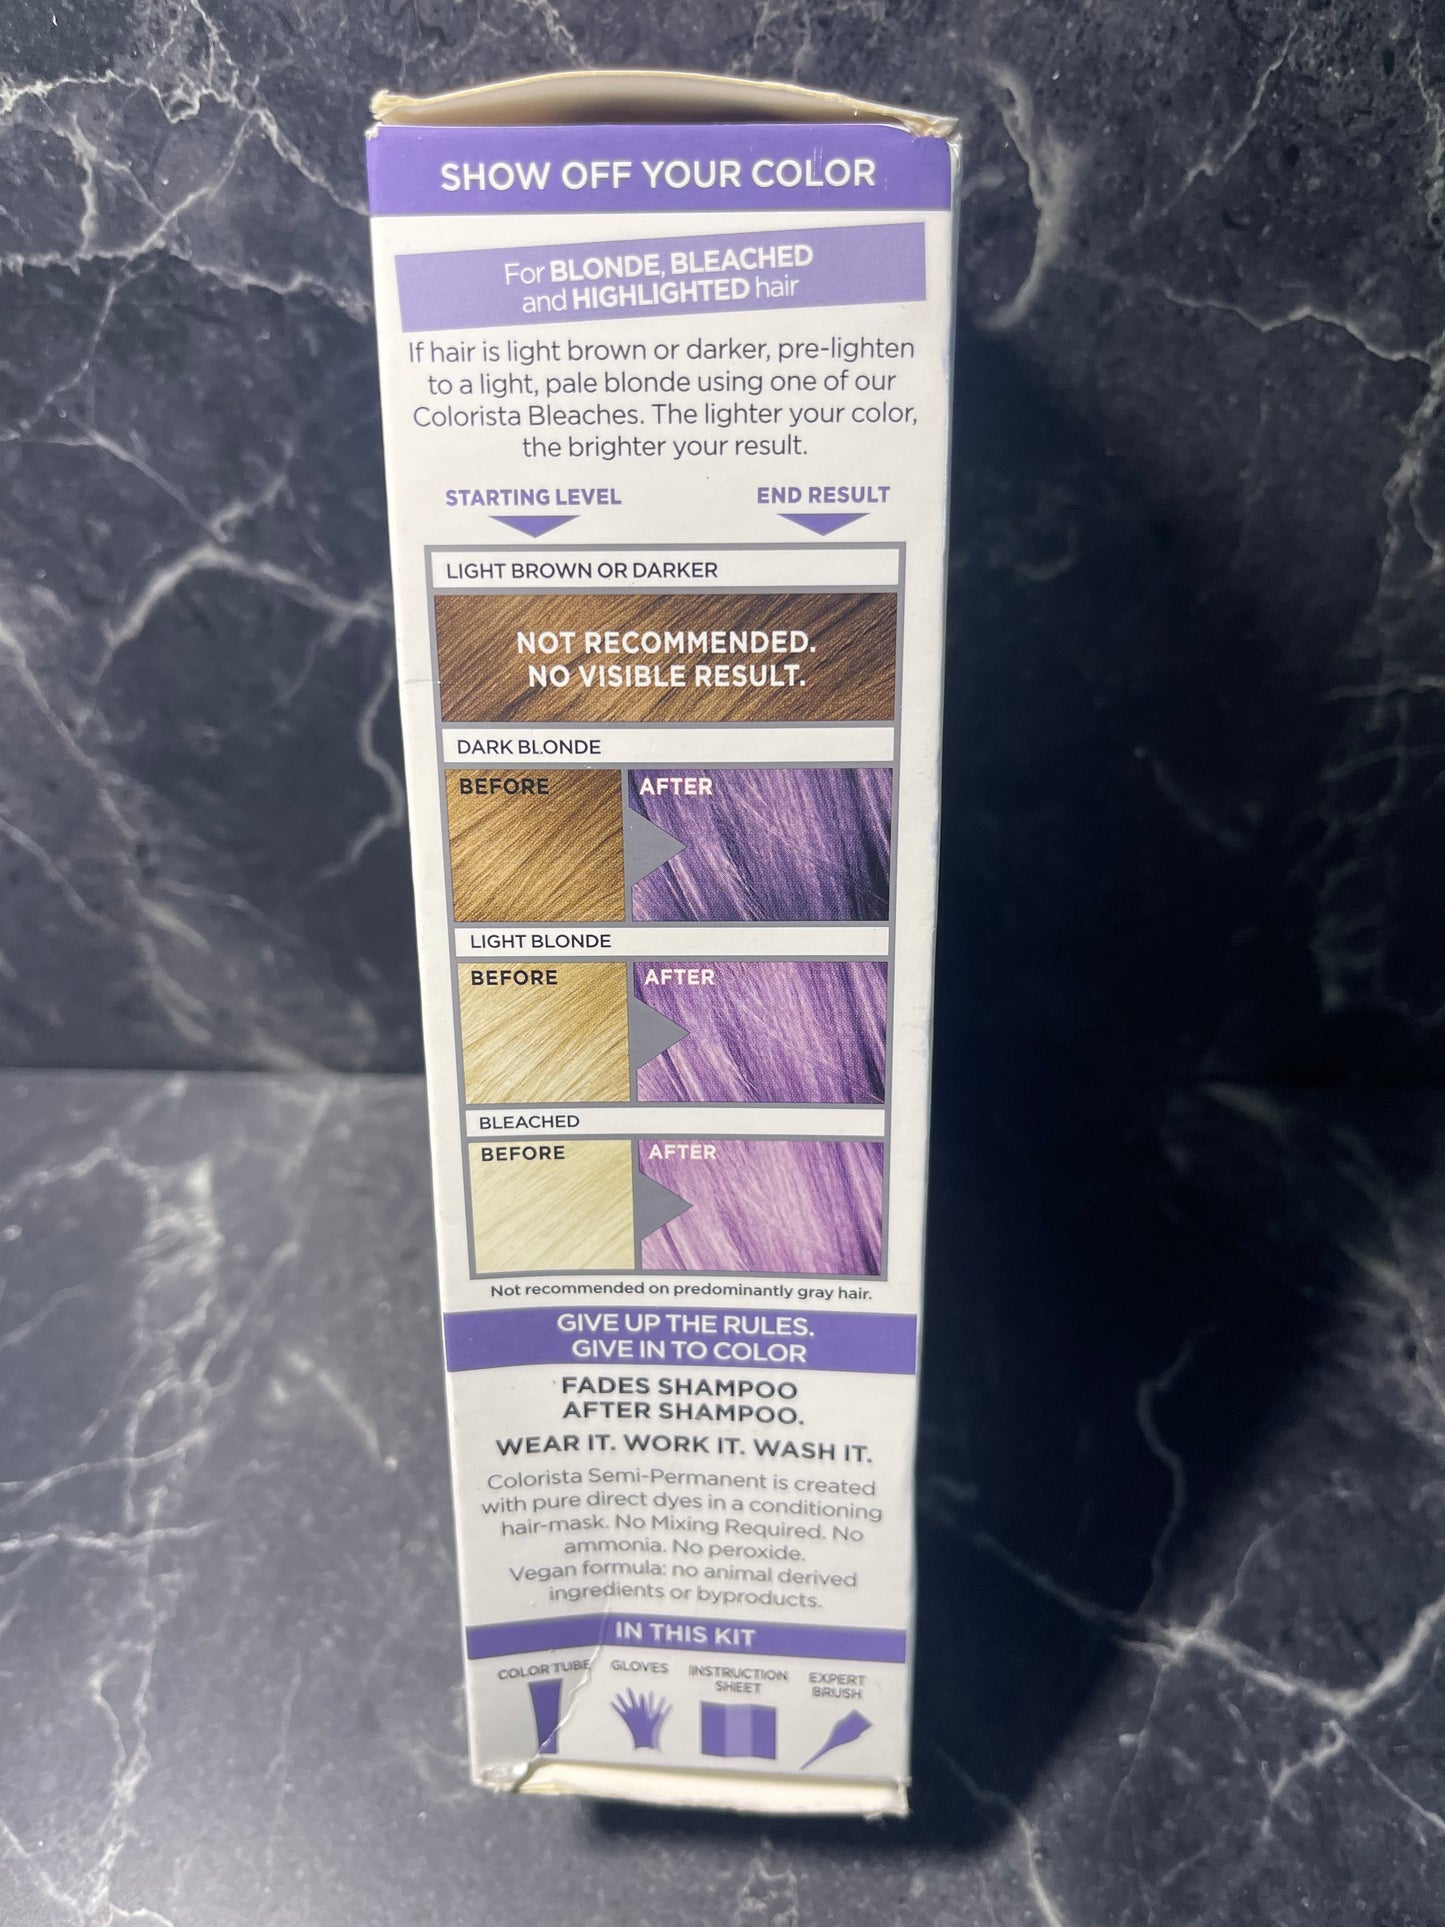 SHOW OFF YOUR COLOR
For BLONDE, BLEACHED
and HIGHLIGHTED hair
If hair is light brown or darker, pre-lighten
to a light, pale blonde using one of our
Colorista Bleaches. The lighter your color,
the brighter your result.
STARTING LEVEL
END RESULT
LIGHT BROWN OR DARKER
NOT RECOMMENDED.
NO VISIBLE RESULT.
DARK BLONDE
BEFORE
AFTER
LIGHT BLONDE
BEFORE
AFTER
BLEACHED
BEFORE
AFTER
Not recommended on predominantly gray hair.
GIVE UP THE RULES.
GIVE IN TO COLOR
FADES SHAMPOO
AFTER SHAMPOO.
WEAR IT. WORK IT. WASH IT.
Colorista Semi-Permanent is created
with pure direct dyes in a conditioning
hair-mask. No Mixing Required. No
ammonia. No peroxide.
Vegan formula: no animal derived
ingredients or byproducts.
IN THIS KIT
COLOR TUBE
GLOVES
INSTRUCTION
SHEET
EXPERT
BRUSH